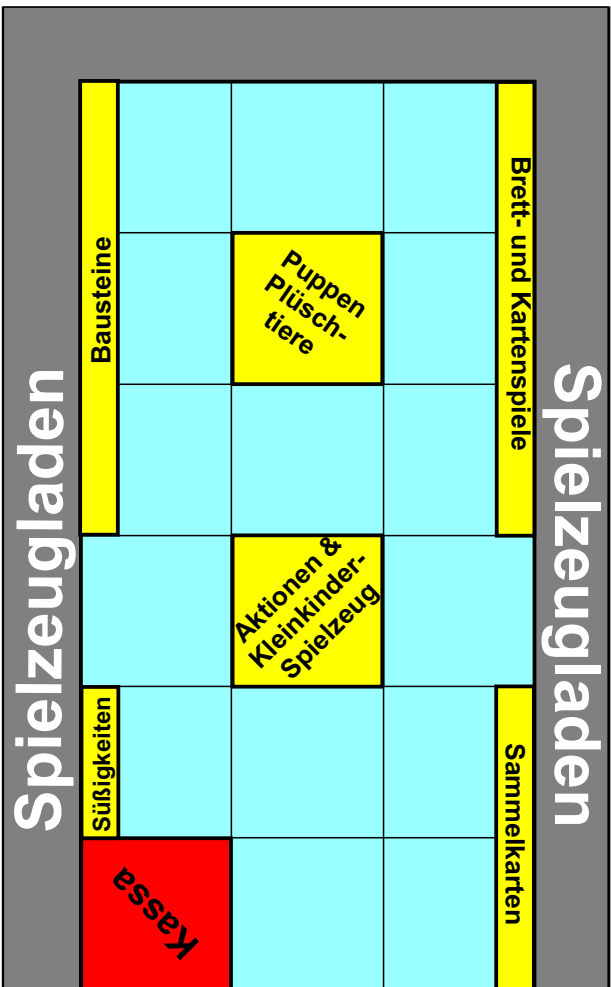 Bausteine
Puppen
Plüsch-
tiere
Brett- und Kartenspiele
Spielzeugladen
Spielzeugladen
Aktionen &
Kleinkinder-
Spielzeug
Süßigkeiten
Sammelkarten
Kassa